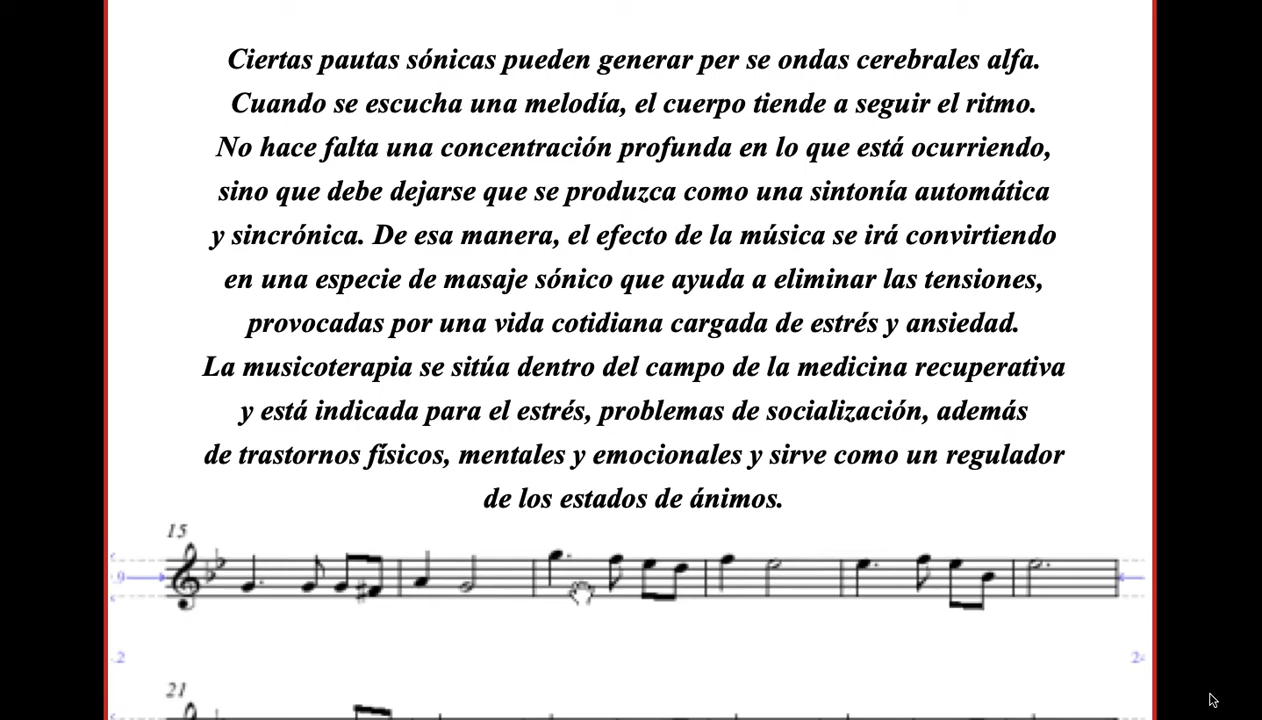 Ciertas pautas sónicas pueden generar per se ondas cerebrales alfa.
Cuando se escucha una melodía, el cuerpo tiende a seguir el ritmo.
No hace falta una concentración profunda en lo que está ocurriendo,
sino que debe dejarse que se produzca como una sintonía automática
y sincrónica. De esa manera, el efecto de la música se irá convirtiendo
en una especie de masaje sónico que ayuda a eliminar las tensiones,
provocadas por una vida cotidiana cargada de estrés y ansiedad.
La musicoterapia se sitúa dentro del campo de la medicina recuperativa
y está indicada para el estrés, problemas de socialización, además
de trastornos físicos, mentales y emocionales y sirve como un regulador
de los estados de ánimos.
15
21